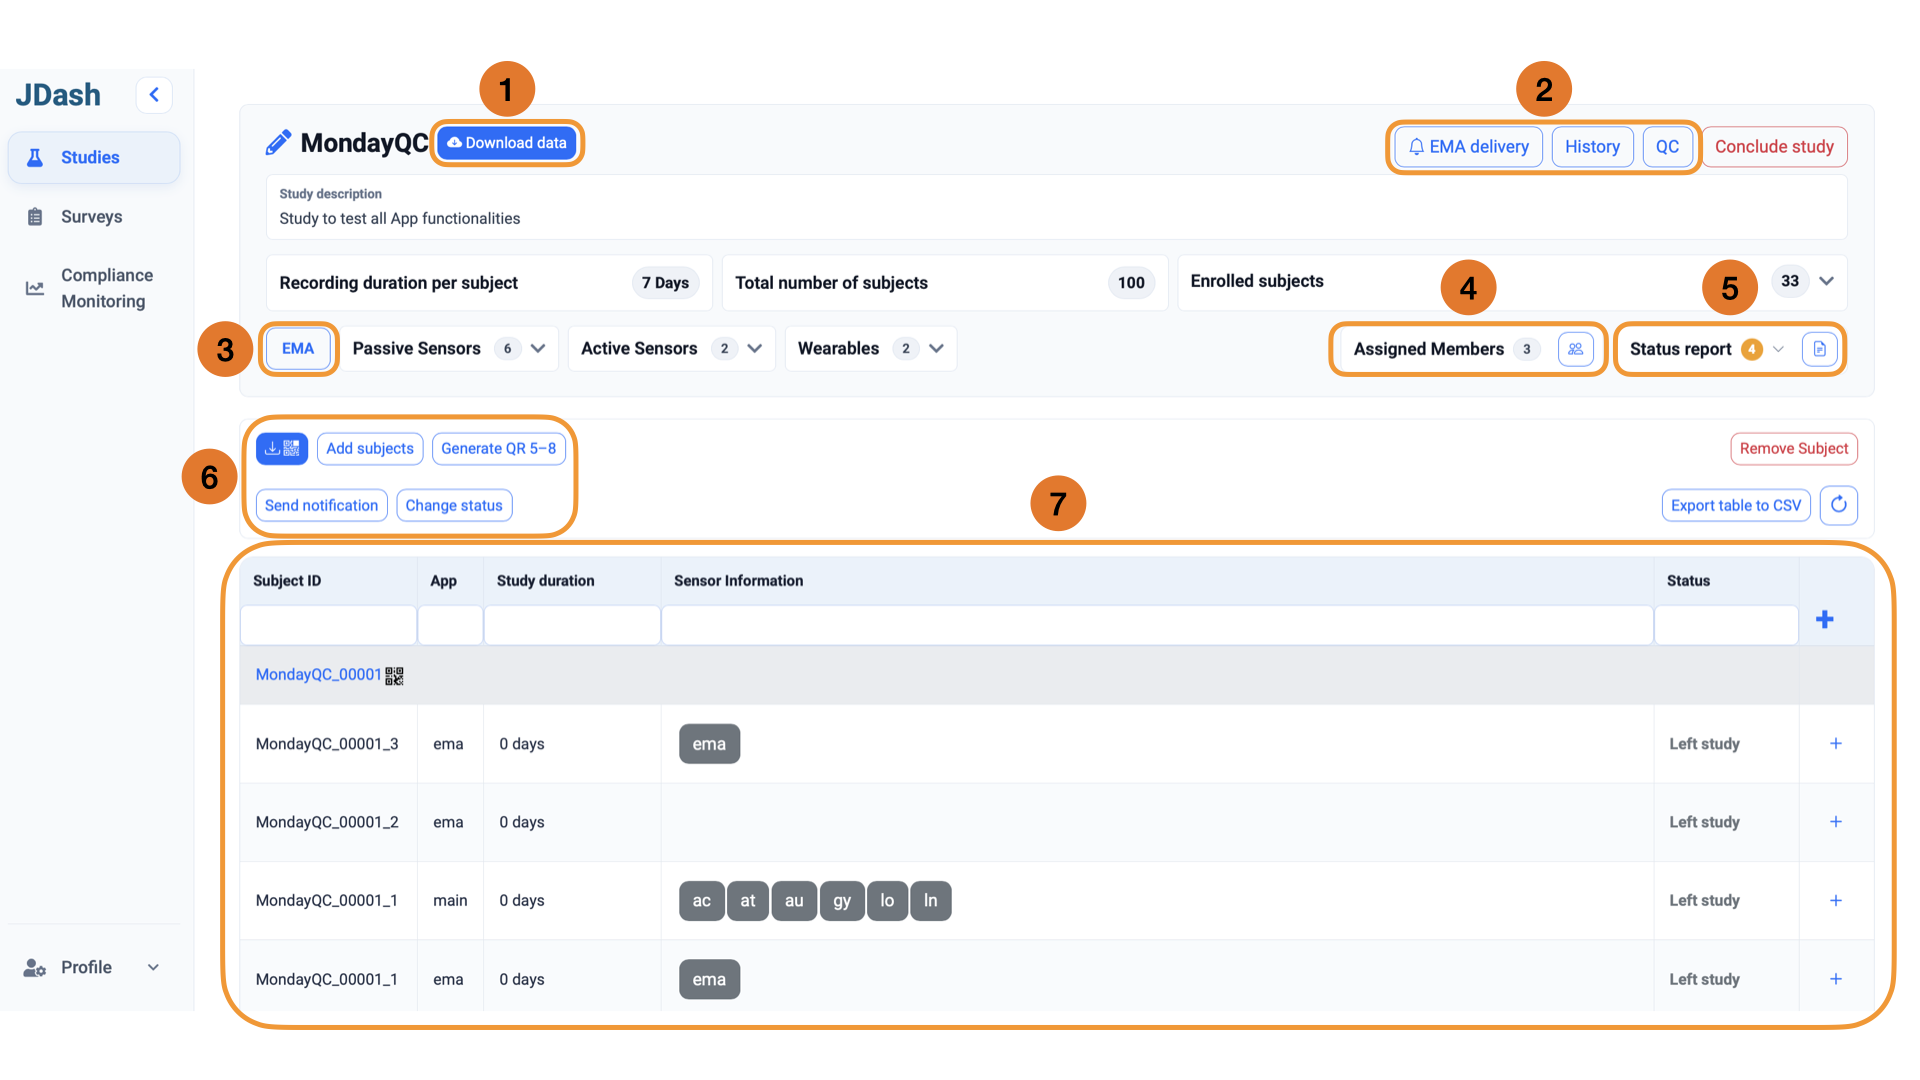 1
2
JDash
MondayQC
Download data
EMA delivery
History
QC
Conclude study
Studies
Study description
Study to test all App functionalities
Surveys
Compliance
Monitoring
Recording duration per subject
7 Days
Total number of subjects
100
Enrolled subjects
4
5
33
3
EMA
Passive Sensors
6
Active Sensors
2
Wearables
2
Assigned Members
3
Status report
4
6
Add subjects
Generate QR 5–8
Remove Subject
Send notification
Change status
7
Export table to CSV
Subject ID
App
Study duration
Sensor Information
Status
MondayQC_00001
MondayQC_00001_3
ema
0 days
ema
Left study
MondayQC_00001_2
ema
0 days
Left study
MondayQC_00001_1
main
0 days
ac
at
au
gy
lo
ln
Left study
MondayQC_00001_1
ema
0 days
ema
Left study
Profile